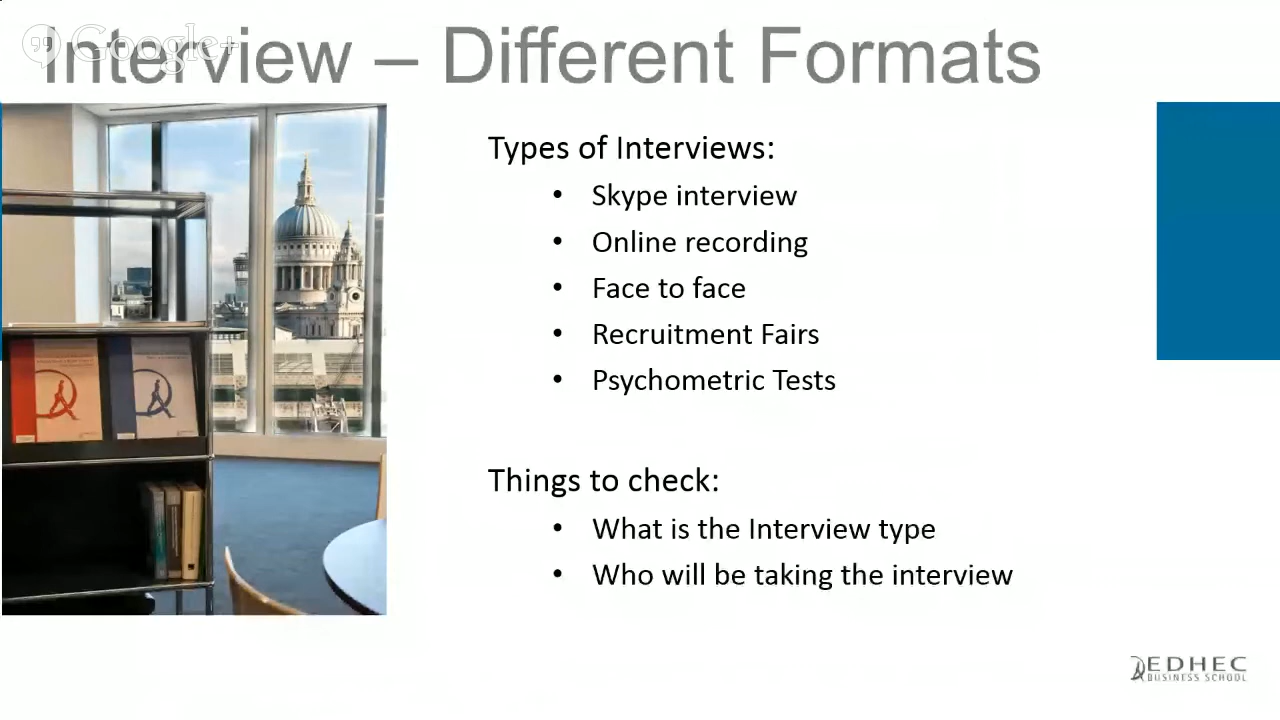 Google+
Interview – Different Formats
Types of Interviews:
• Skype interview
• Online recording
• Face to face
• Recruitment Fairs
• Psychometric Tests
Things to check:
• What is the Interview type
• Who will be taking the interview
EDHEC
BUSINESS SCHOOL